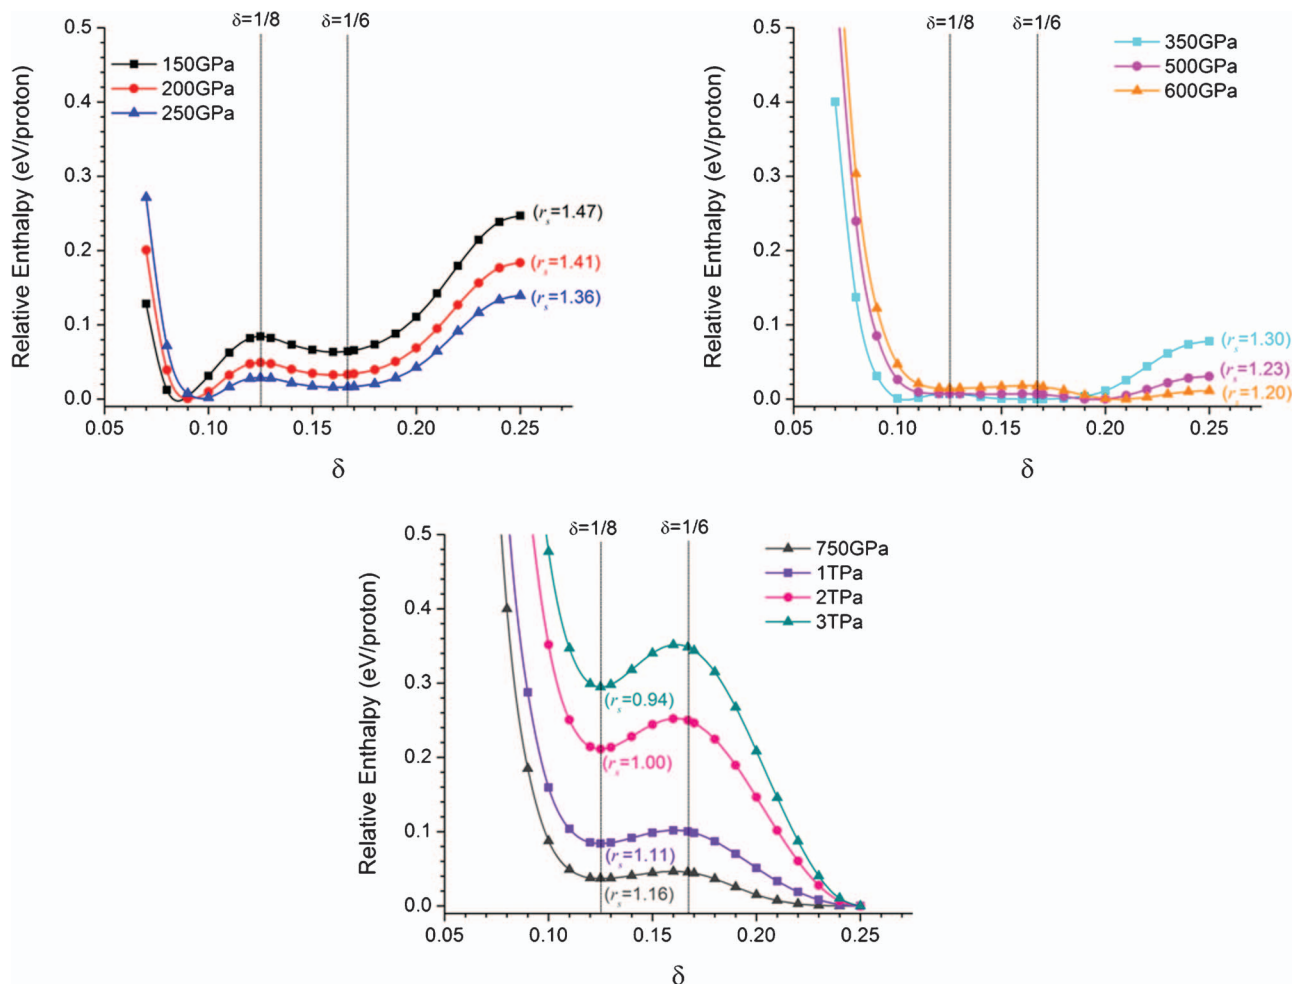 δ=1/8
δ=1/6
150GPa
200GPa
250GPa
Relative Enthalpy (eV/proton)
0.5
0.4
0.3
0.2
0.1
0.0
(rs=1.47)
(rs=1.41)
(rs=1.36)
0.05
0.10
0.15
0.20
0.25
δ
δ=1/8
δ=1/6
350GPa
500GPa
600GPa
Relative Enthalpy (eV/proton)
0.5
0.4
0.3
0.2
0.1
0.0
(rs=1.30)
(rs=1.23)
(rs=1.20)
0.05
0.10
0.15
0.20
0.25
δ
δ=1/8
δ=1/6
750GPa
1TPa
2TPa
3TPa
Relative Enthalpy (eV/proton)
0.5
0.4
0.3
0.2
0.1
0.0
(rs=0.94)
(rs=1.00)
(rs=1.11)
(rs=1.16)
0.05
0.10
0.15
0.20
0.25
δ